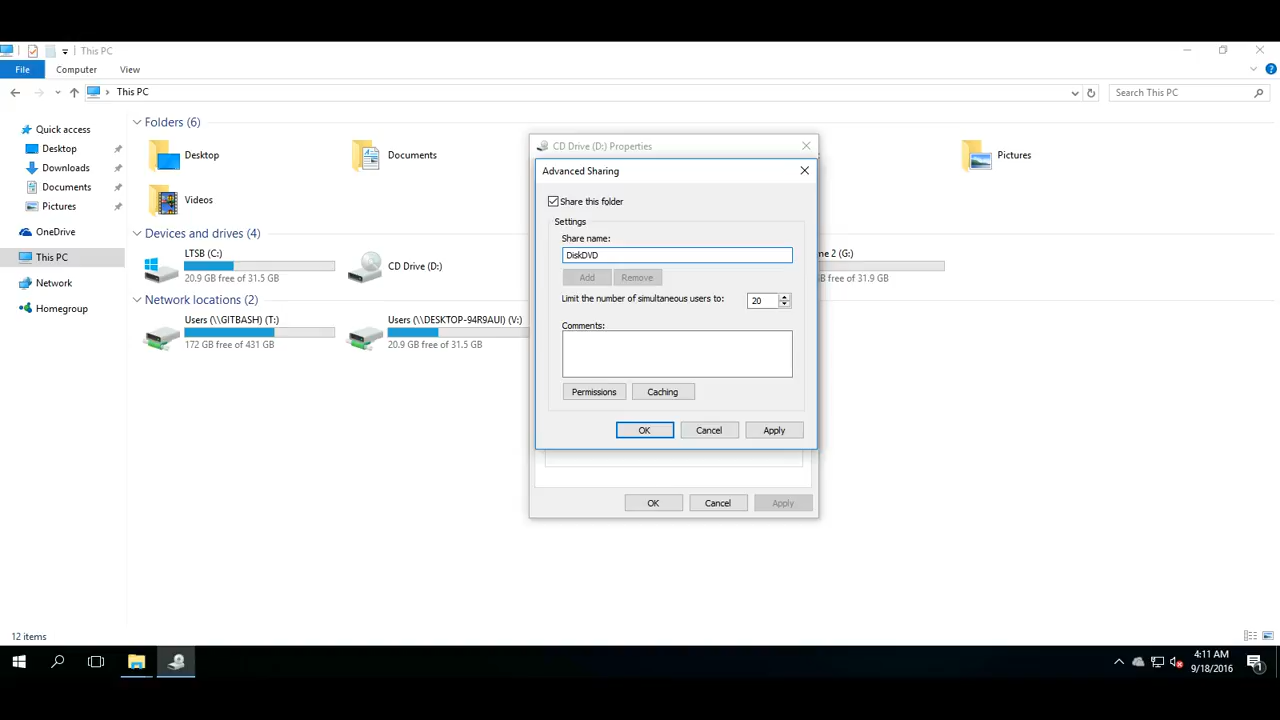 This PC
File
Computer
View
This PC
Search This PC
Quick access
Desktop
Downloads
Documents
Pictures
OneDrive
This PC
Network
Homegroup
Folders (6)
Desktop
Documents
Pictures
Videos
Devices and drives (4)
LTSB (C:)
20.9 GB free of 31.5 GB
CD Drive (D:)
me 2 (G:)
GB free of 31.9 GB
Network locations (2)
Users (\\GITBASH) (T:)
172 GB free of 431 GB
Users (\\DESKTOP-94R9AUI) (V:)
20.9 GB free of 31.5 GB
CD Drive (D:) Properties
Advanced Sharing
Share this folder
Settings
Share name:
DiskDVD
Add
Remove
Limit the number of simultaneous users to:
20
Comments:
Permissions
Caching
OK
Cancel
Apply
OK
Cancel
Apply
12 items
4:11 AM
9/18/2016
1